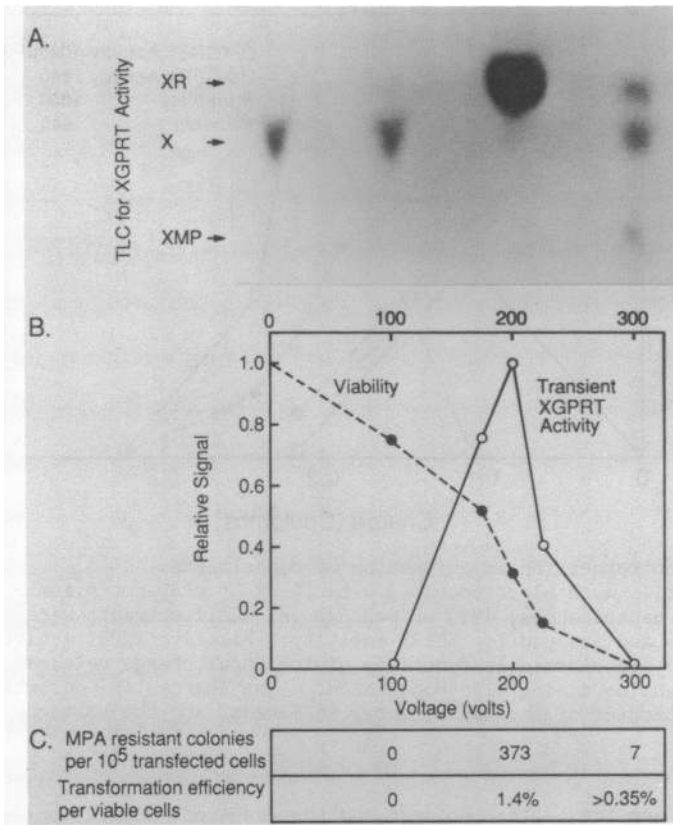 A.
TLC for XGPRT Activity
XR
X
XMP
B.
0 100 200 300
Viability
Transient
XGPRT
Activity
Relative Signal
1.0
0.8
0.6
0.4
0.2
0
0 100 200 300
Voltage (volts)
C.
MPA resistant colonies
per 10⁵ transfected cells
0 373 7
Transformation efficiency
per viable cells
0 1.4% >0.35%